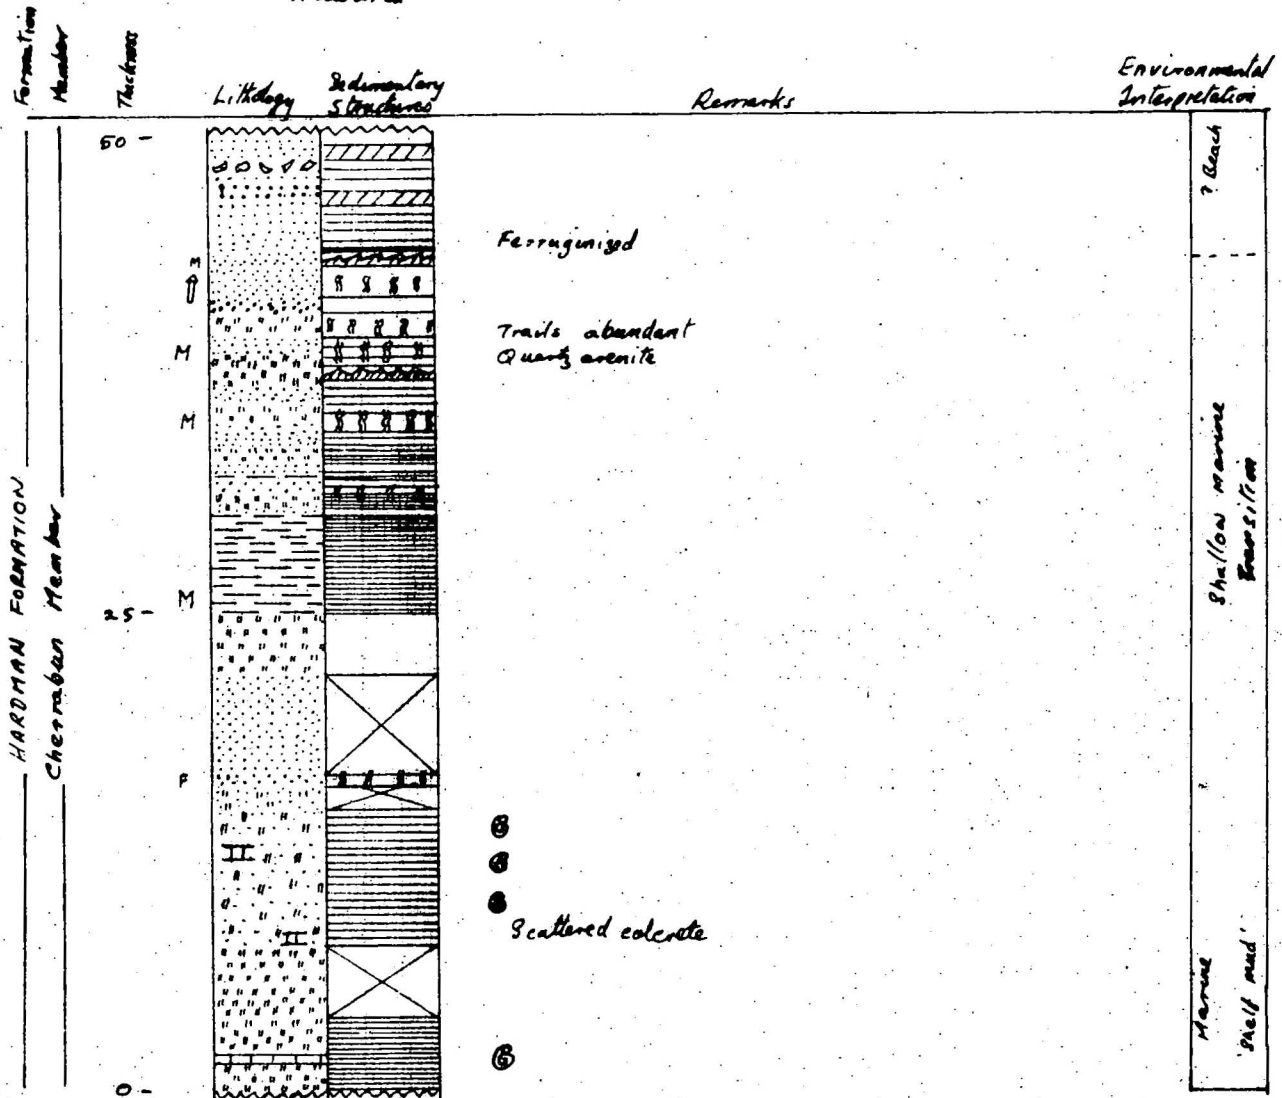 Formation
Member
Thickness
Lithology
Sedimentary
Structures
Remarks
Environmental
Interpretation
50 -
? Beach
Ferruginized
M
Trails abundant
Quartz arenite
M
M
Shallow marine
Transition
HARDMAN FORMATION
Cherrabun Member
M
25 -
F
?
G
G
G
Scattered calcrete
Marine
'Shelf mud'
G
0 -